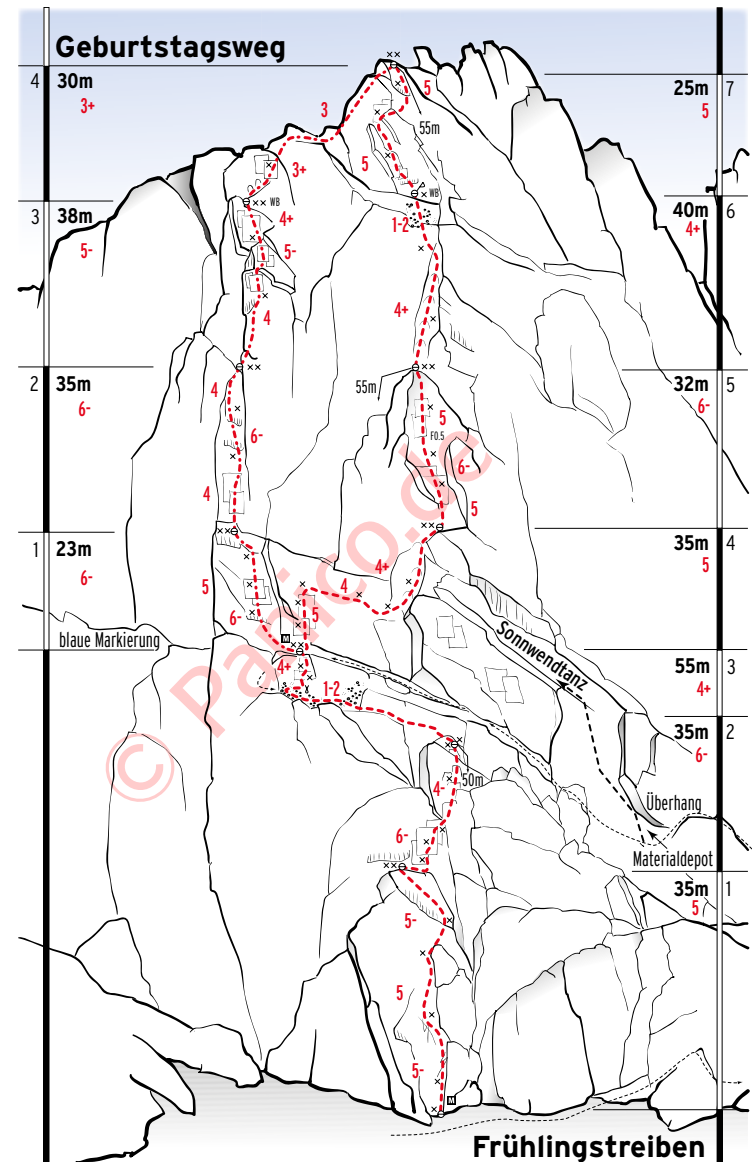 Geburtstagsweg
4 30m
3+
3 38m
5-
2 35m
6-
1 23m
6-
blaue Markierung
25m 7
5
40m 6
4+
32m 5
6-
35m 4
5
55m 3
4+
35m 2
6-
35m 1
5
5
3
55m
5
3+
WB
WB
4+
1-2
5-
4+
4
4
55m
5
6-
F0.5
6-
4
5
4+
4
5
5
6-
M
Sonnwendtanz
4+
1-2
50m
4-
Überhang
6-
Materialdepot
5-
5
5-
M
Frühlingstreiben
© Panico.de